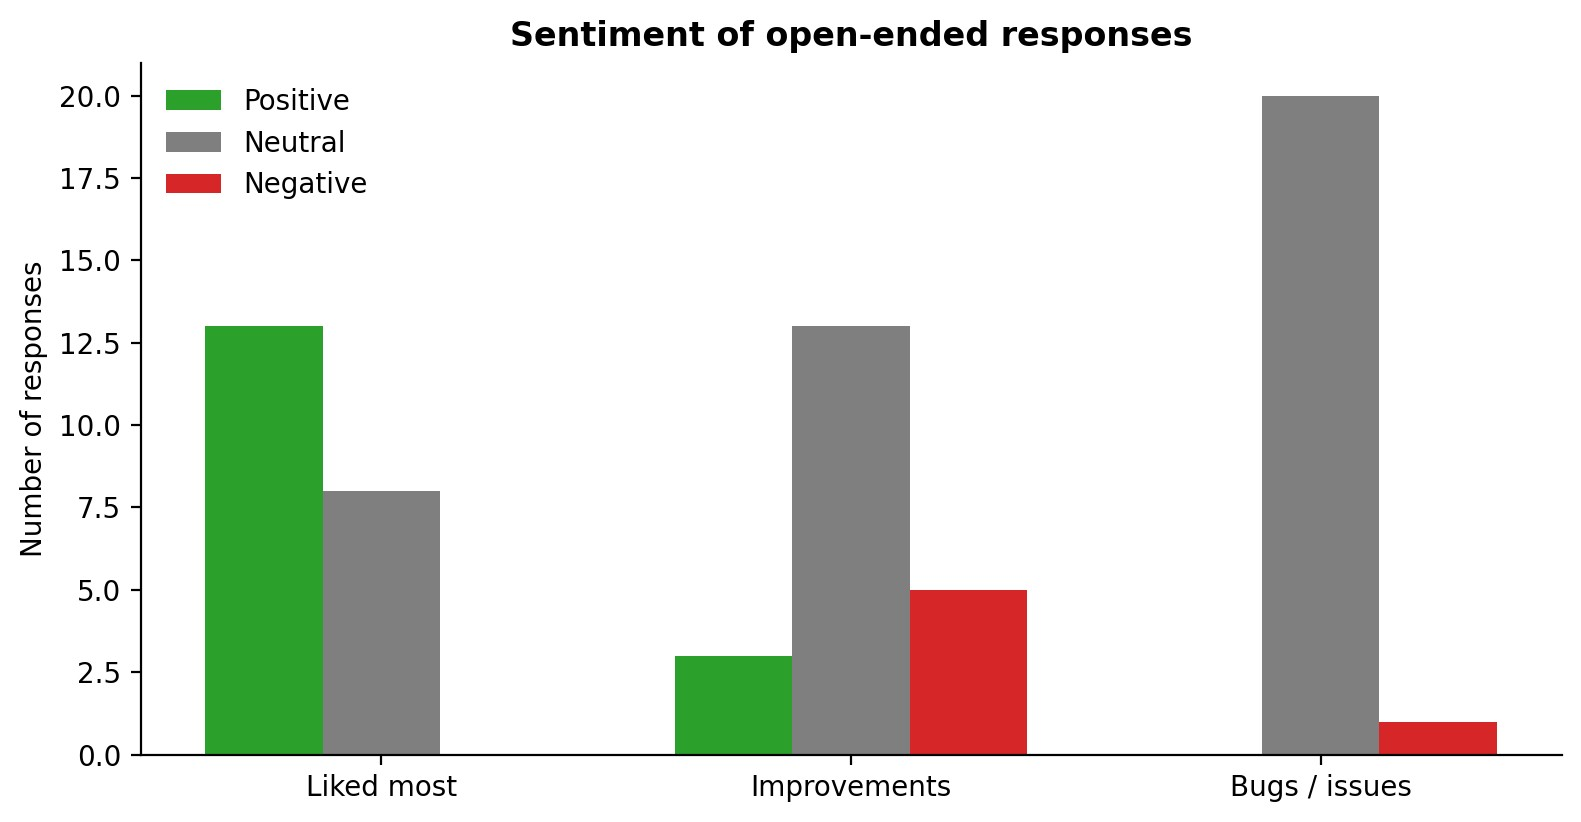 Sentiment of open-ended responses
Positive
Neutral
Negative
Number of responses
20.0
17.5
15.0
12.5
10.0
7.5
5.0
2.5
0.0
Liked most
Improvements
Bugs / issues